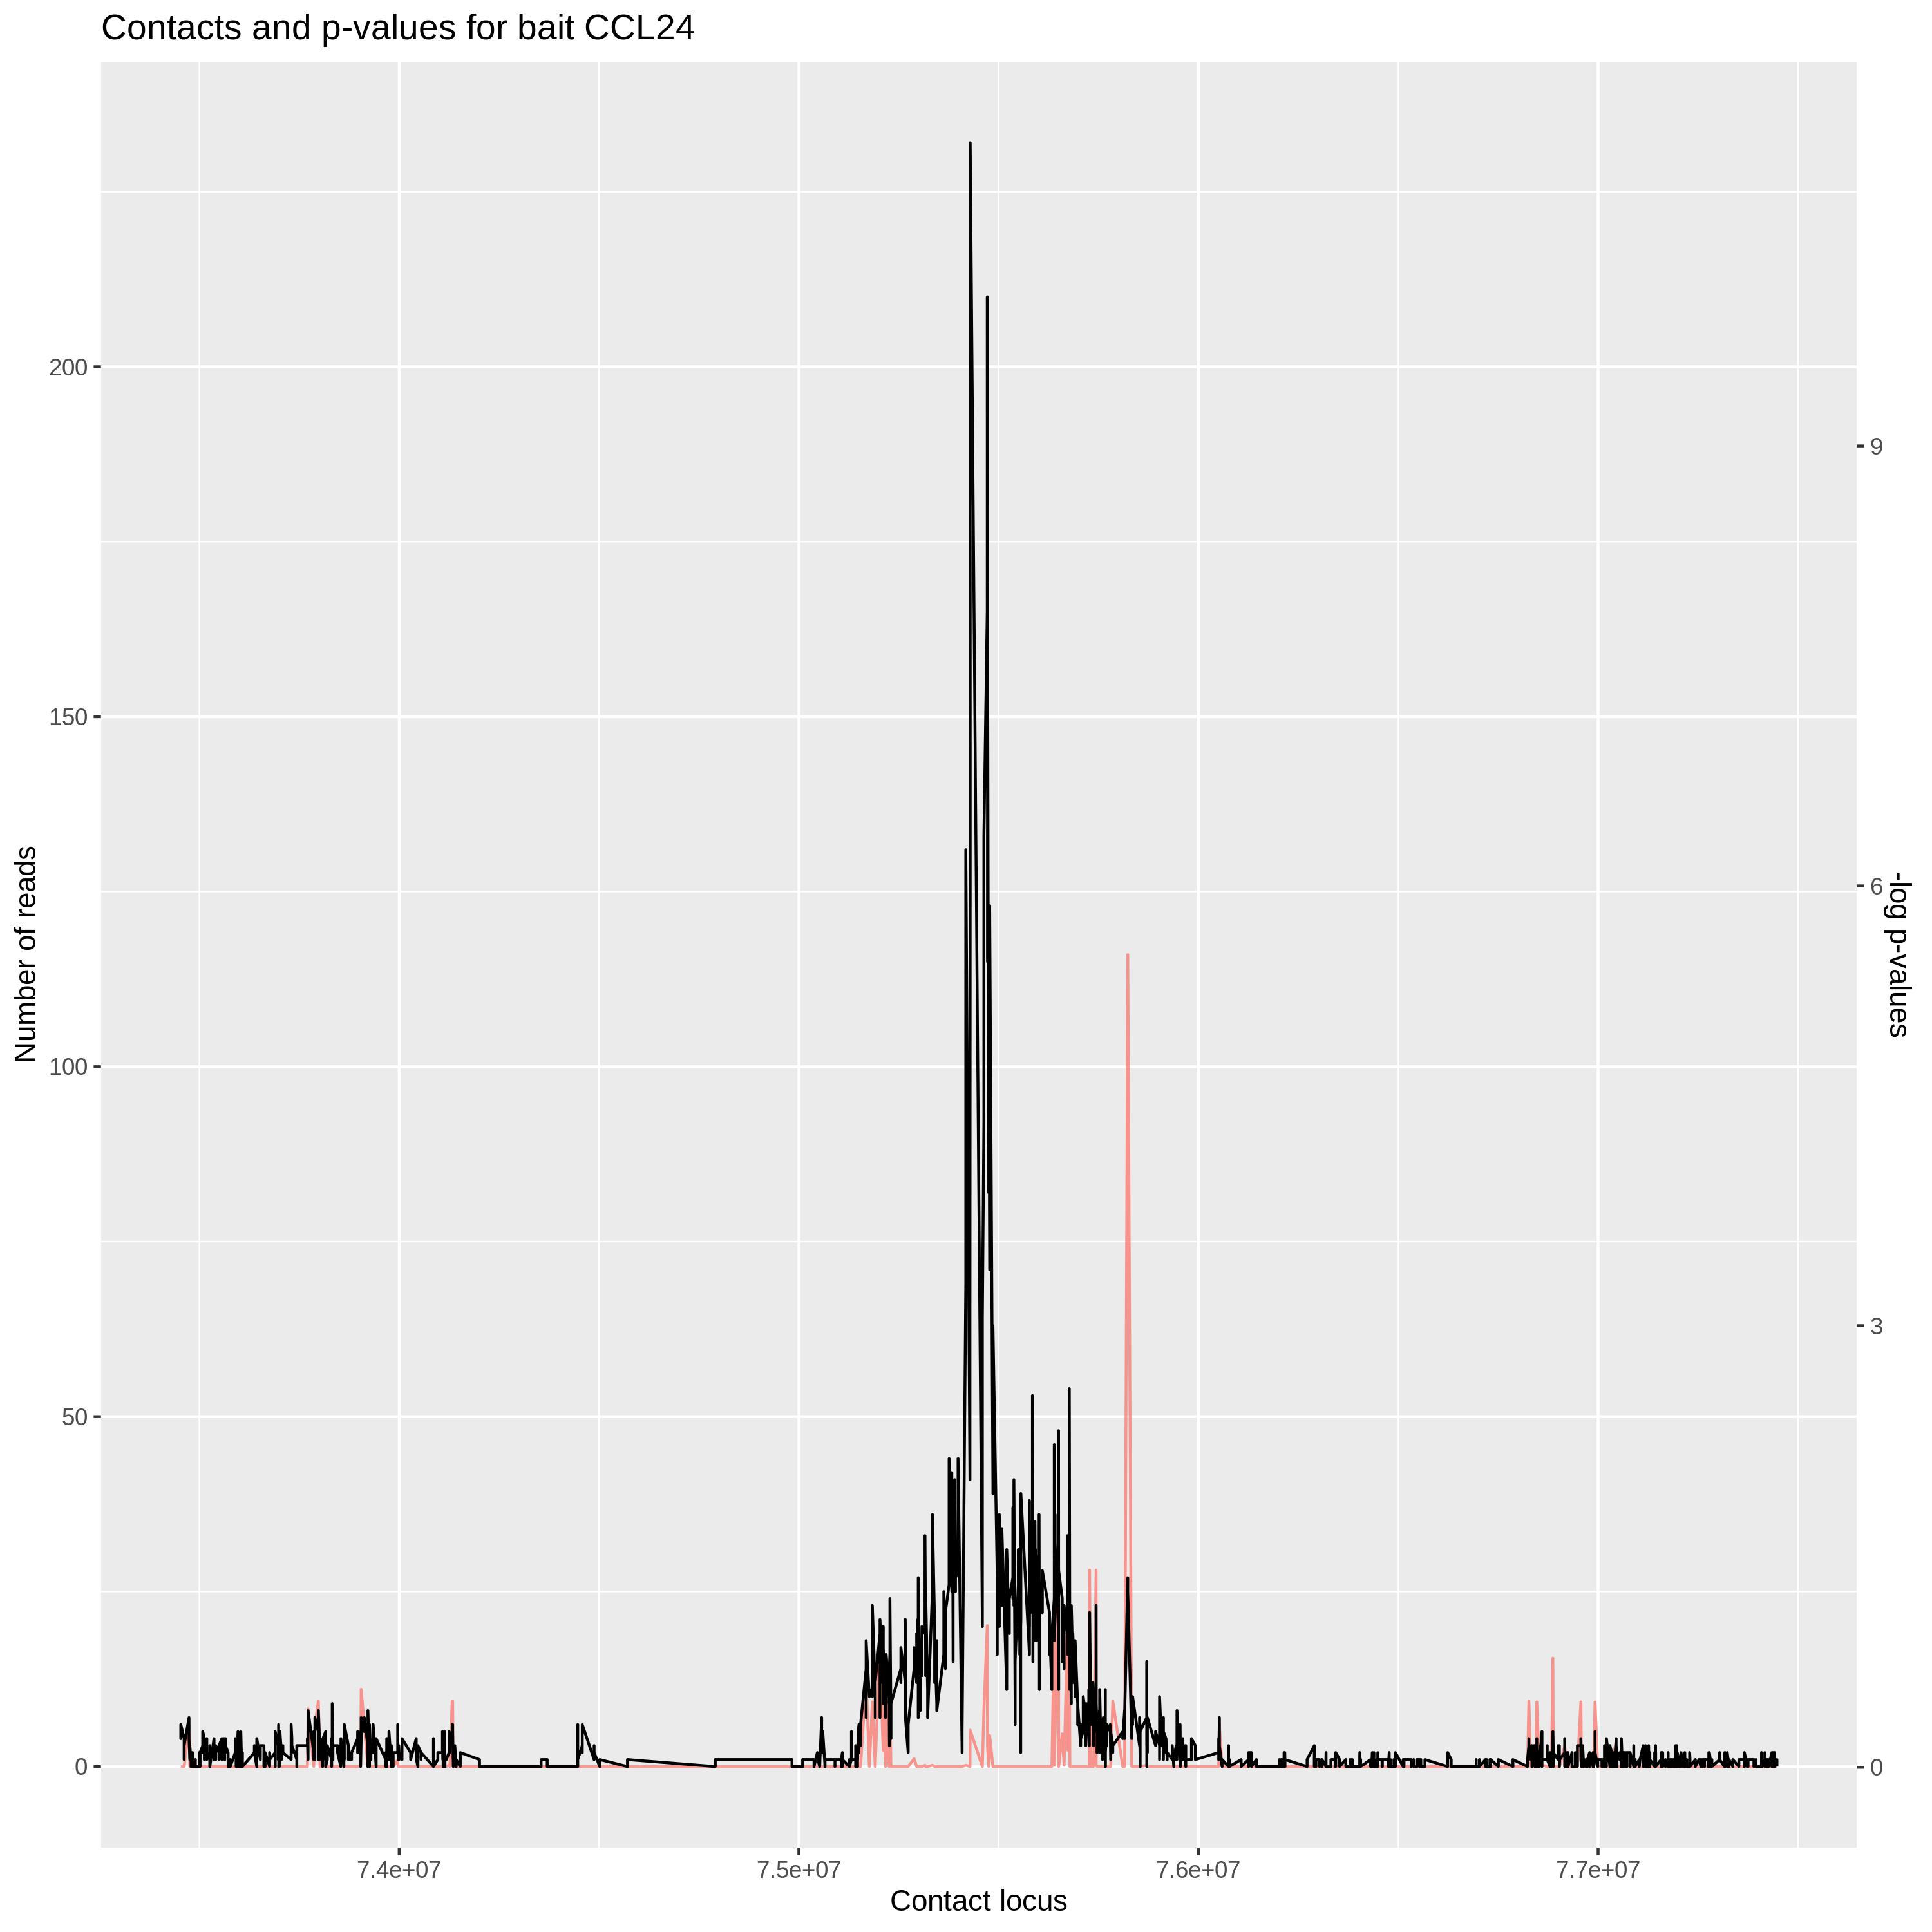 Contacts and p-values for bait CCL24
Number of reads
200
150
100
50
0
9
6
3
0
-log p-values
7.4e+07 7.5e+07 7.6e+07 7.7e+07
Contact locus